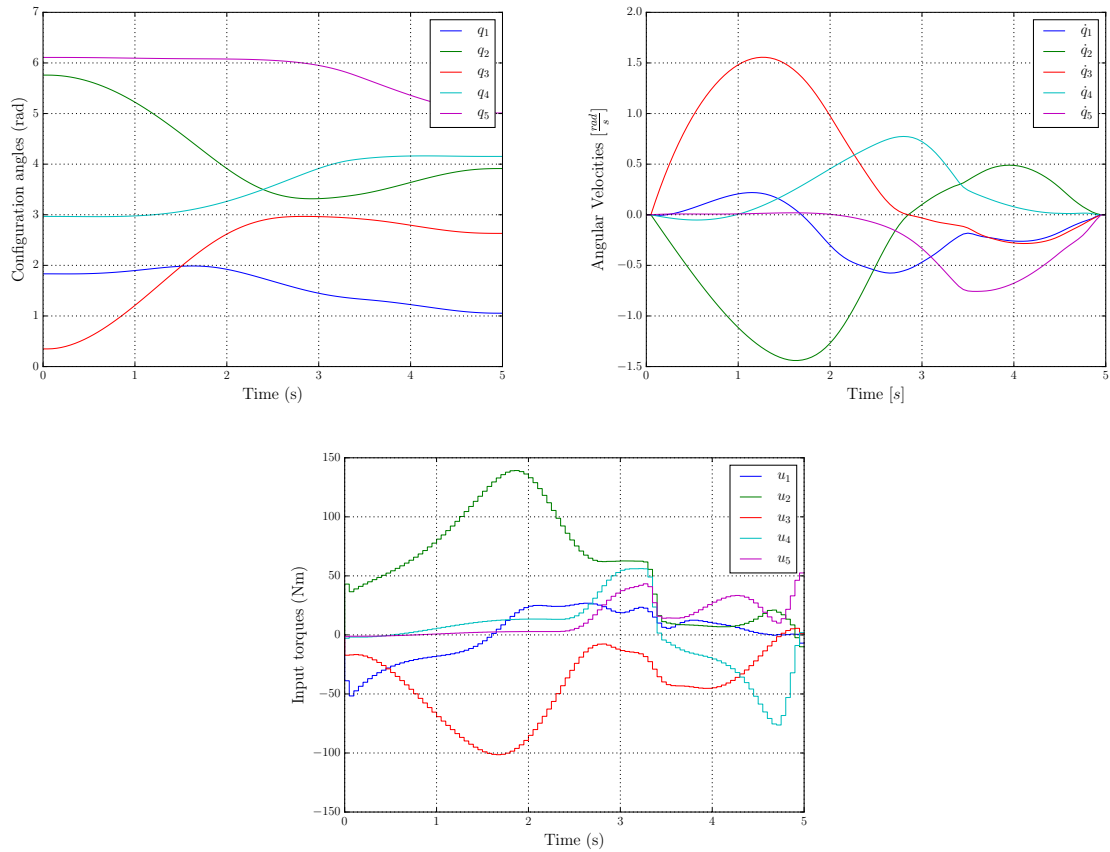 7
6
5
4
3
2
1
0
0 1 2 3 4 5
Configuration angles (rad)
Time (s)
q₁
q₂
q₃
q₄
q₅
2.0
1.5
1.0
0.5
0.0
−0.5
−1.0
−1.5
0 1 2 3 4 5
Angular Velocities [rad/s]
Time [s]
q̇₁
q̇₂
q̇₃
q̇₄
q̇₅
150
100
50
0
−50
−100
−150
0 1 2 3 4 5
Input torques (Nm)
Time (s)
u₁
u₂
u₃
u₄
u₅